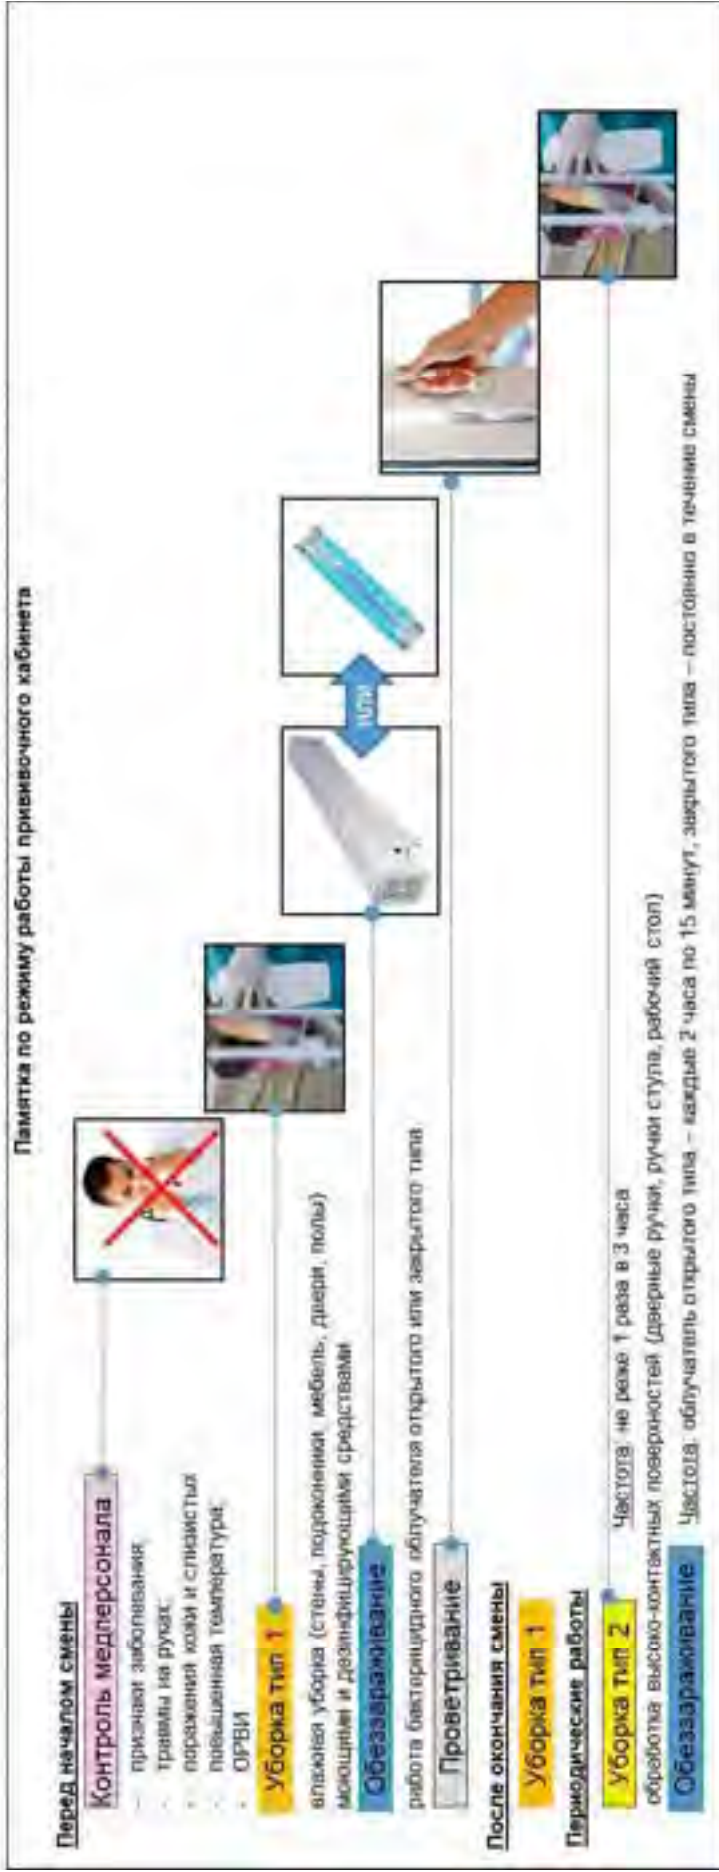 Памятка по режиму работы прививочного кабинета
Перед началом смены
Контроль медперсонала
- признаки заболевания;
- травмы на руках;
- поражения кожи и слизистых
- повышенная температура;
- ОРВИ
Уборка тип 1
влажная уборка (стены, подоконники, мебель, двери, полы)
моющими и дезинфицирующими средствами
Обеззараживание
ИЛИ
работа бактерицидного облучателя открытого или закрытого типа
Проветривание
После окончания смены
Уборка тип 1
Периодические работы
Уборка тип 2
Частота: не реже 1 раза в 3 часа
обработка высоко-контактных поверхностей (дверные ручки, ручки стула, рабочий стол)
Обеззараживание
Частота: облучатель открытого типа – каждые 2 часа по 15 минут, закрытого типа – постоянно в течение смены